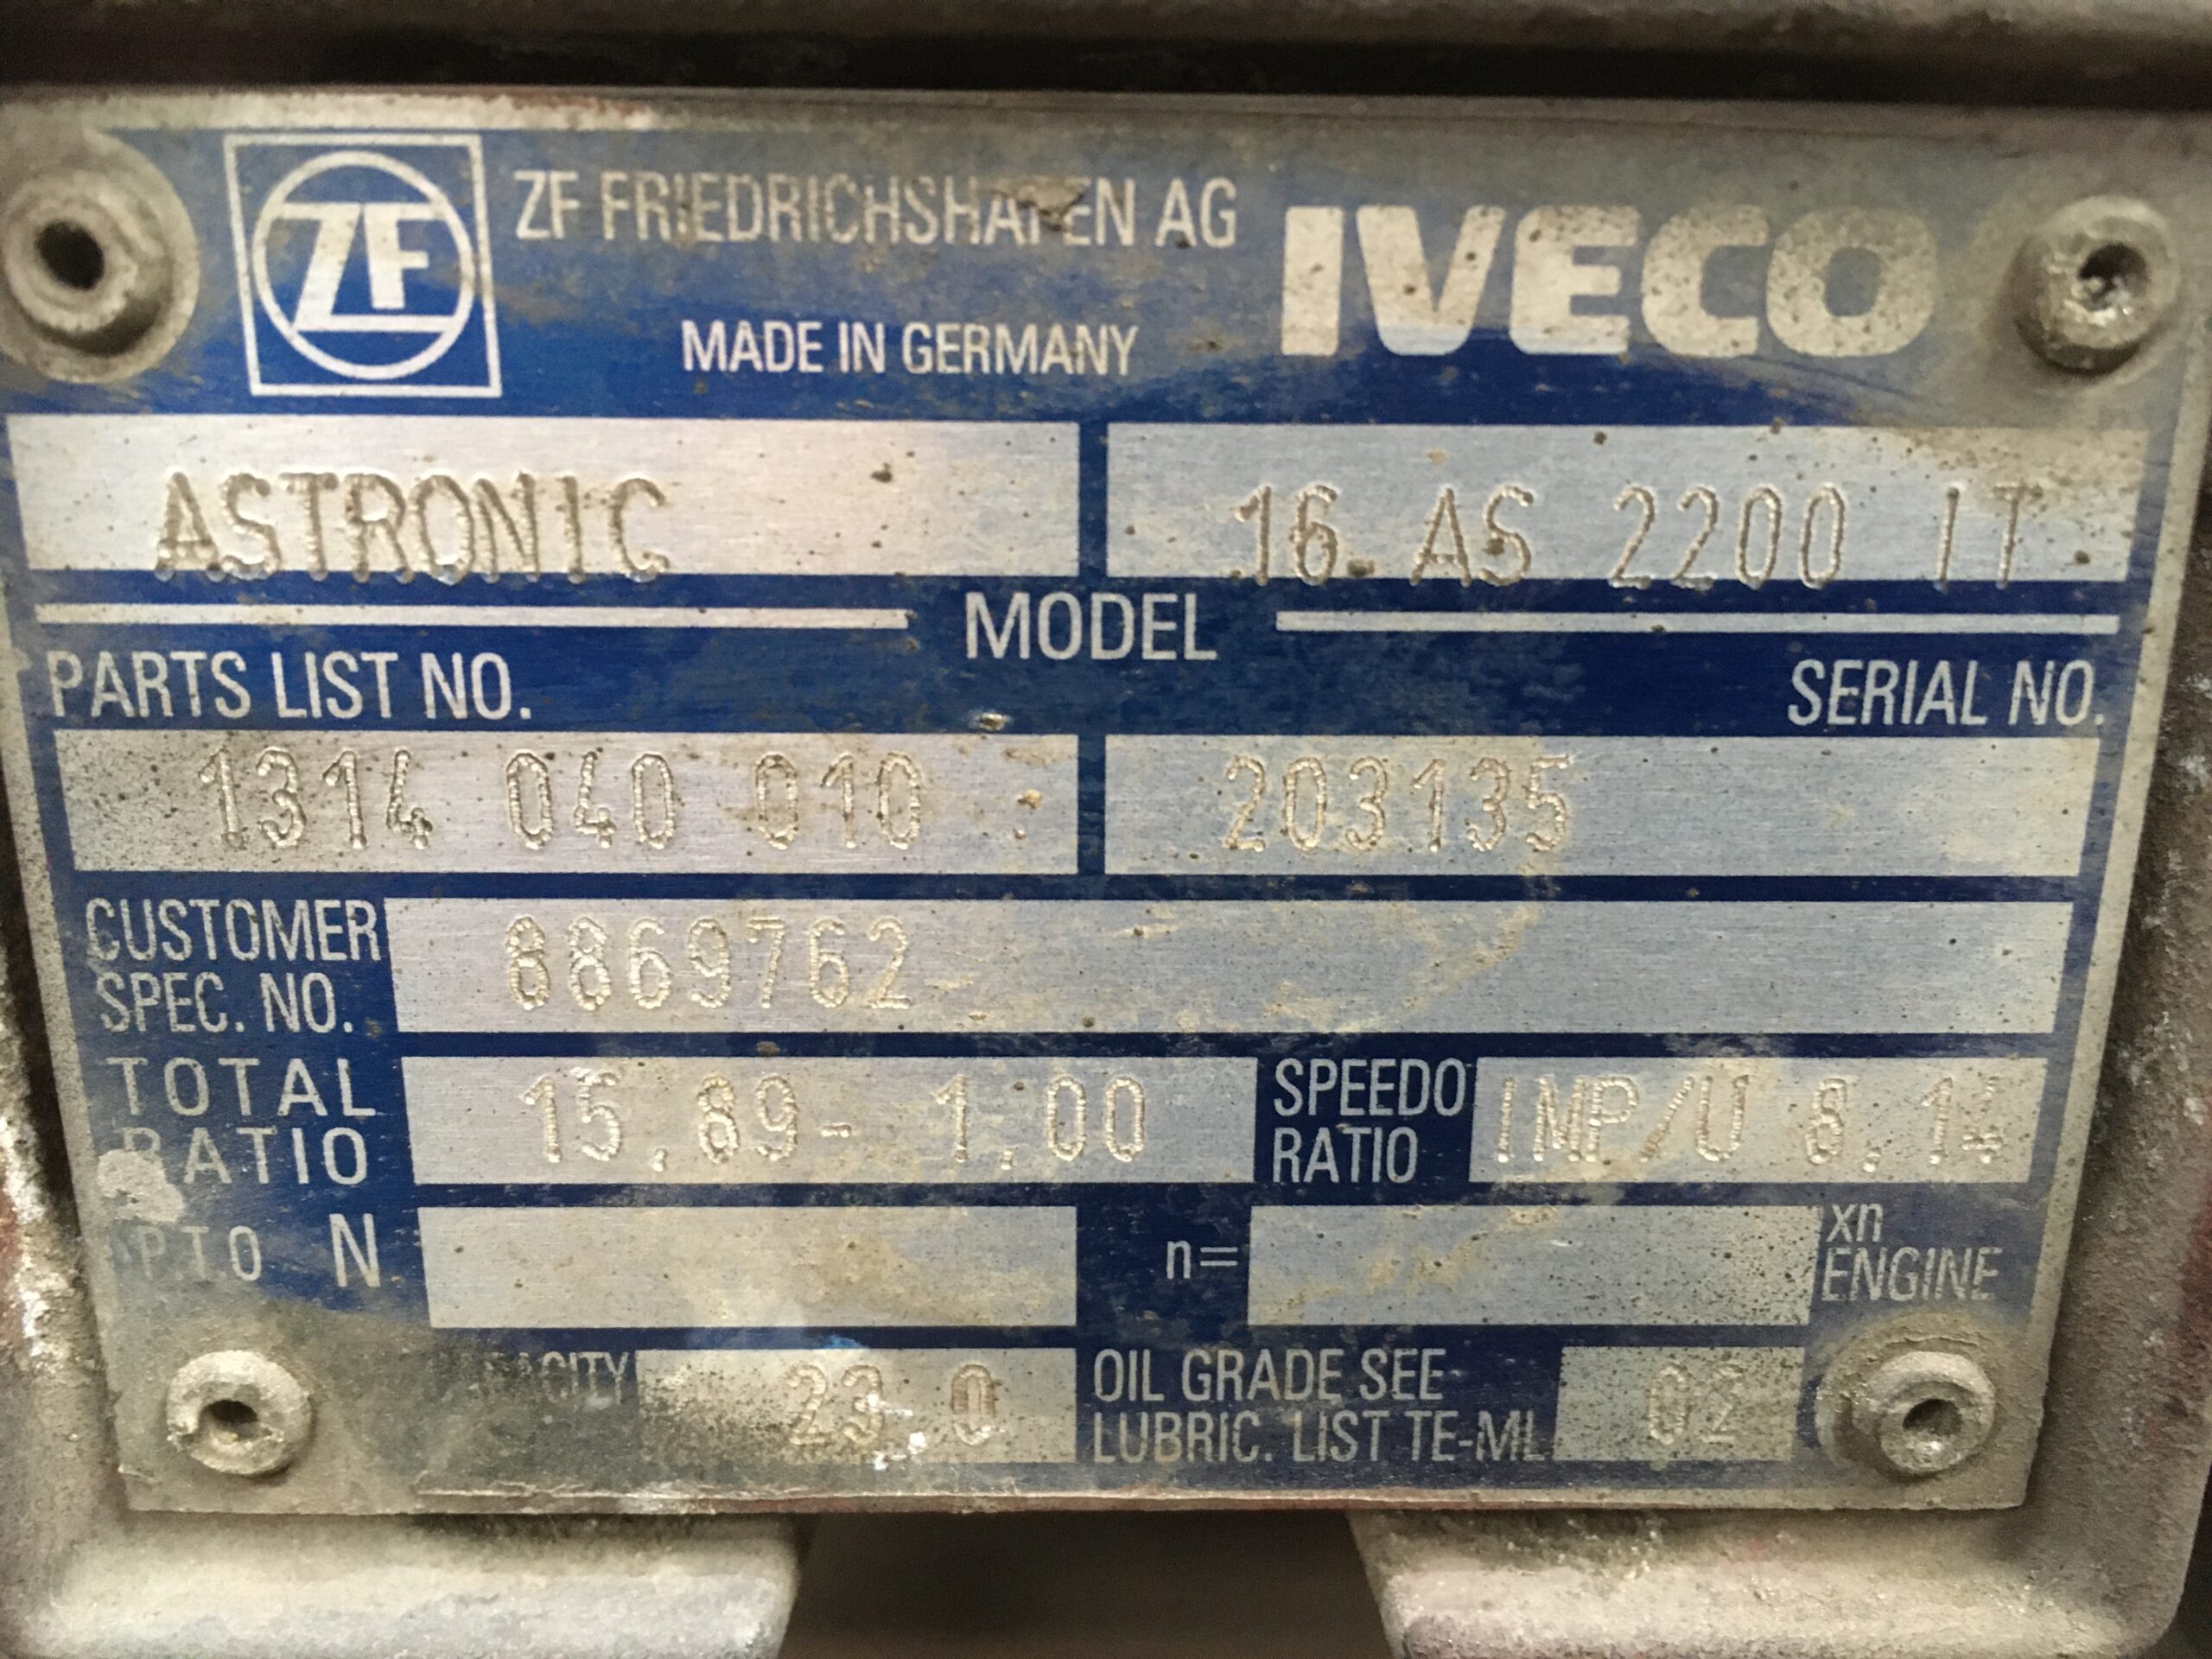 ZF ZF FRIEDRICHSHAFEN AG IVECO
MADE IN GERMANY
ASTRONIC 16 AS 2200 IT
MODEL
PARTS LIST NO. SERIAL NO.
1314 040 010 203135
CUSTOMER SPEC. NO. 8869762
TOTAL RATIO 15,89- 1,00 SPEEDO RATIO IMP/U 8,14
P.T.O N n= xn ENGINE
CAPACITY 23 0 OIL GRADE SEE
LUBRIC. LIST TE-ML 02